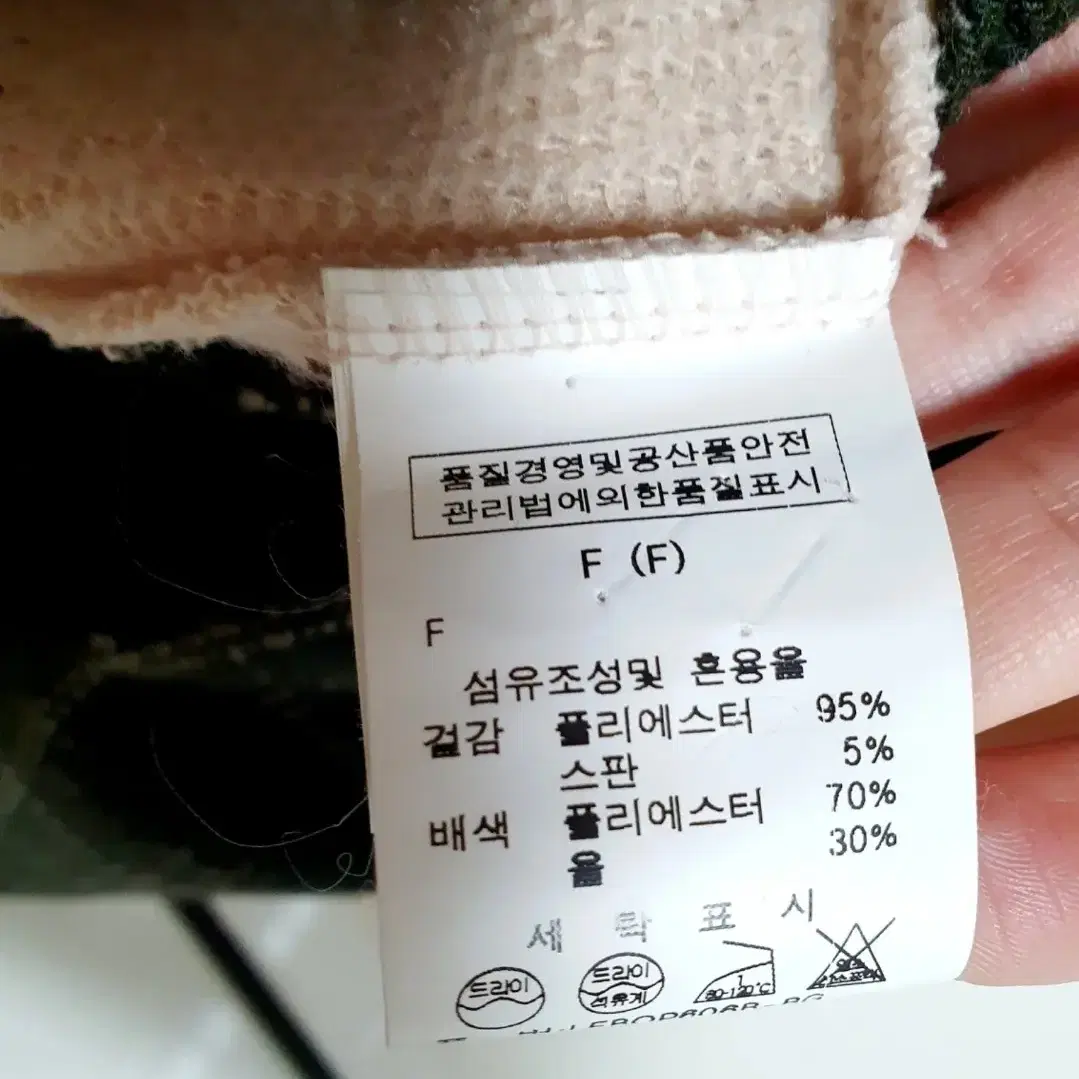 품질경영및공산품안전
관리법에의한품질표시
F (F)
F
섬유조성및 혼용율
겉감 폴리에스터 95%
스판 5%
배색 폴리에스터 70%
울 30%
세 탁 표 시
드라이
드라이
석유계
80-120°C